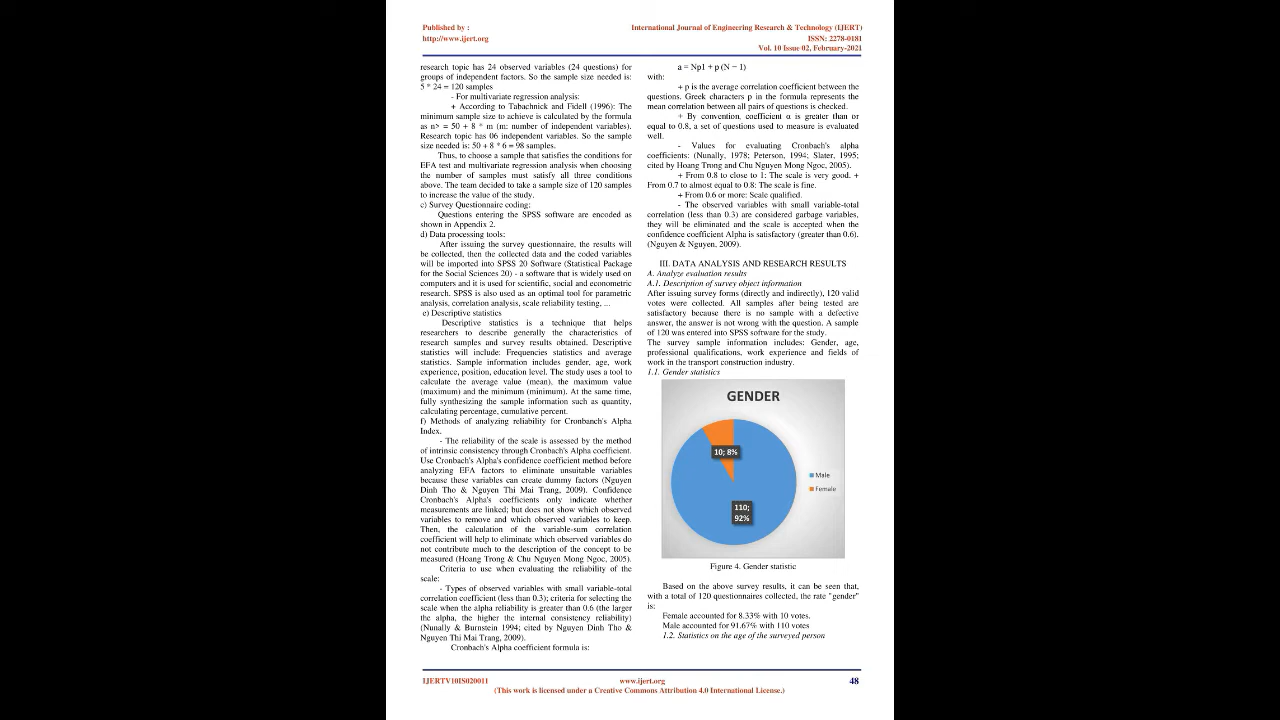 Published by :
http://www.ijert.org
International Journal of Engineering Research & Technology (IJERT)
ISSN: 2278-0181
Vol. 10 Issue 02, February-2021
research topic has 24 observed variables (24 questions) for
groups of independent factors. So the sample size needed is:
5 * 24 = 120 samples
- For multivariate regression analysis:
+ According to Tabachnick and Fidell (1996): The
minimum sample size to achieve is calculated by the formula
as n> = 50 + 8 * m (m: number of independent variables).
Research topic has 06 independent variables. So the sample
size needed is: 50 + 8 * 6 = 98 samples.
Thus, to choose a sample that satisfies the conditions for
EFA test and multivariate regression analysis when choosing
the number of samples must satisfy all three conditions
above. The team decided to take a sample size of 120 samples
to increase the value of the study.
c) Survey Questionnaire coding:
Questions entering the SPSS software are encoded as
shown in Appendix 2.
d) Data processing tools:
After issuing the survey questionnaire, the results will
be collected, then the collected data and the coded variables
will be imported into SPSS 20 Software (Statistical Package
for the Social Sciences 20) - a software that is widely used on
computers and it is used for scientific, social and econometric
research. SPSS is also used as an optimal tool for parametric
analysis, correlation analysis, scale reliability testing, ...
e) Descriptive statistics
Descriptive statistics is a technique that helps
researchers to describe generally the characteristics of
research samples and survey results obtained. Descriptive
statistics will include: Frequencies statistics and average
statistics. Sample information includes gender, age, work
experience, position, education level. The study uses a tool to
calculate the average value (mean), the maximum value
(maximum) and the minimum (minimum). At the same time,
fully synthesizing the sample information such as quantity,
calculating percentage, cumulative percent.
f) Methods of analyzing reliability for Cronbanch's Alpha
Index.
- The reliability of the scale is assessed by the method
of intrinsic consistency through Cronbach's Alpha coefficient.
Use Cronbach's Alpha's confidence coefficient method before
analyzing EFA factors to eliminate unsuitable variables
because these variables can create dummy factors (Nguyen
Dinh Tho & Nguyen Thi Mai Trang, 2009). Confidence
Cronbach's Alpha's coefficients only indicate whether
measurements are linked; but does not show which observed
variables to remove and which observed variables to keep.
Then, the calculation of the variable-sum correlation
coefficient will help to eliminate which observed variables do
not contribute much to the description of the concept to be
measured (Hoang Trong & Chu Nguyen Mong Ngoc, 2005).
Criteria to use when evaluating the reliability of the
scale:
- Types of observed variables with small variable-total
correlation coefficient (less than 0.3); criteria for selecting the
scale when the alpha reliability is greater than 0.6 (the larger
the alpha, the higher the internal consistency reliability)
(Nunally & Burnstein 1994; cited by Nguyen Dinh Tho &
Nguyen Thi Mai Trang, 2009).
Cronbach's Alpha coefficient formula is:
a = Np1 + p (N − 1)
with:
+ p is the average correlation coefficient between the
questions. Greek characters p in the formula represents the
mean correlation between all pairs of questions is checked.
+ By convention, coefficient α is greater than or
equal to 0.8, a set of questions used to measure is evaluated
well.
- Values for evaluating Cronbach's alpha
coefficients: (Nunally, 1978; Peterson, 1994; Slater, 1995;
cited by Hoang Trong and Chu Nguyen Mong Ngoc, 2005).
+ From 0.8 to close to 1: The scale is very good. +
From 0.7 to almost equal to 0.8: The scale is fine.
+ From 0.6 or more: Scale qualified.
- The observed variables with small variable-total
correlation (less than 0.3) are considered garbage variables,
they will be eliminated and the scale is accepted when the
confidence coefficient Alpha is satisfactory (greater than 0.6).
(Nguyen & Nguyen, 2009).
III. DATA ANALYSIS AND RESEARCH RESULTS
A. Analyze evaluation results
A.1. Description of survey object information
After issuing survey forms (directly and indirectly), 120 valid
votes were collected. All samples after being tested are
satisfactory because there is no sample with a defective
answer, the answer is not wrong with the question. A sample
of 120 was entered into SPSS software for the study.
The survey sample information includes: Gender, age,
professional qualifications, work experience and fields of
work in the transport construction industry.
1.1. Gender statistics
GENDER
10; 8%
110;
92%
Male
Female
Figure 4. Gender statistic
Based on the above survey results, it can be seen that,
with a total of 120 questionnaires collected, the rate "gender"
is:
Female accounted for 8.33% with 10 votes.
Male accounted for 91.67% with 110 votes
1.2. Statistics on the age of the surveyed person
IJERTV10IS020011
www.ijert.org
48
(This work is licensed under a Creative Commons Attribution 4.0 International License.)